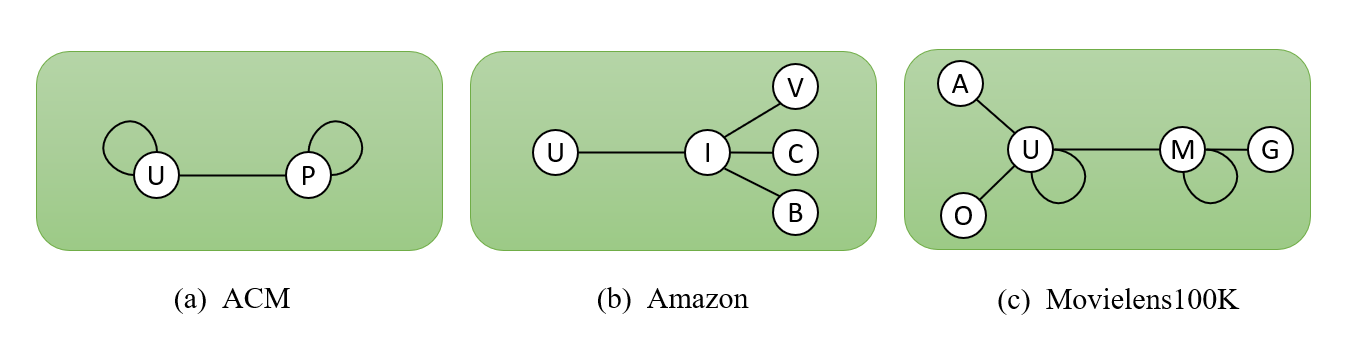 U P
U I V C B
A O U M G
(a) ACM
(b) Amazon
(c) Movielens100K